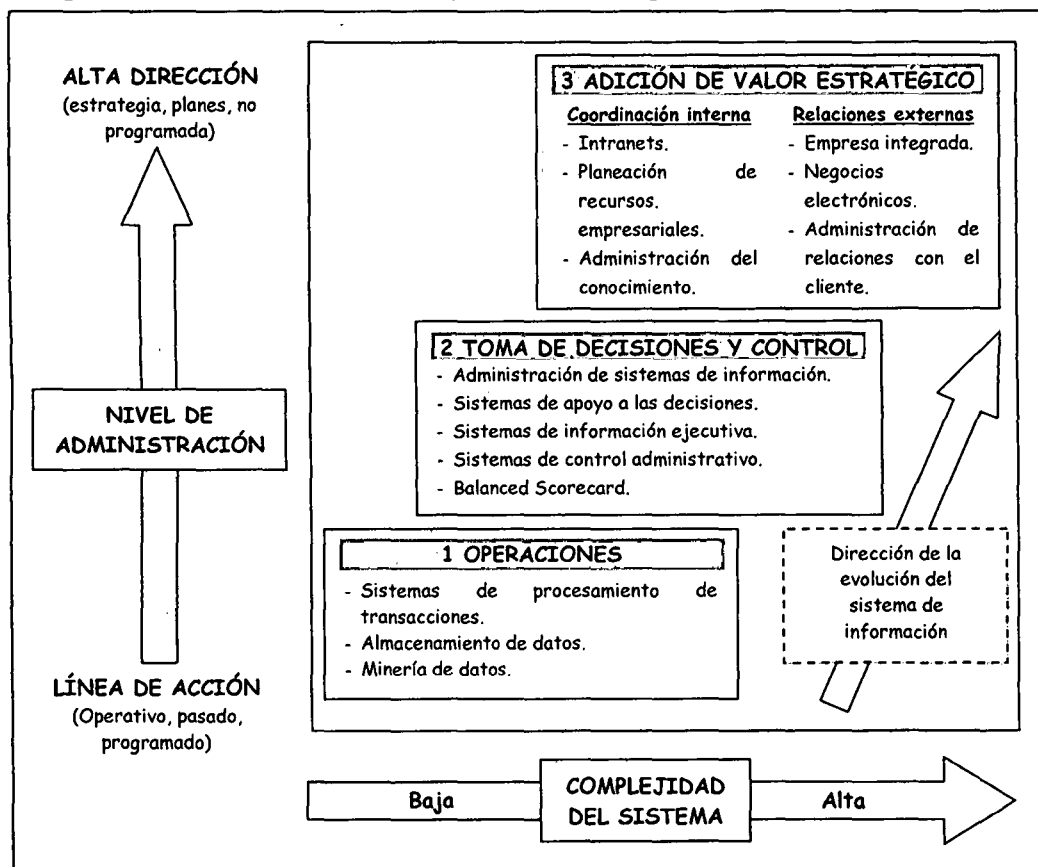 ALTA DIRECCIÓN
(estrategia, planes, no
programada)
NIVEL DE
ADMINISTRACIÓN
LÍNEA DE ACCIÓN
(Operativo, pasado,
programado)
3 ADICIÓN DE VALOR ESTRATÉGICO
Coordinación interna
- Intranets.
- Planeación de
recursos.
empresariales.
- Administración del
conocimiento.
Relaciones externas
- Empresa integrada.
- Negocios
electrónicos.
- Administración de
relaciones con el
cliente.
2 TOMA DE DECISIONES Y CONTROL
- Administración de sistemas de información.
- Sistemas de apoyo a las decisiones.
- Sistemas de información ejecutiva.
- Sistemas de control administrativo.
- Balanced Scorecard.
1 OPERACIONES
- Sistemas de procesamiento de
transacciones.
- Almacenamiento de datos.
- Minería de datos.
Dirección de la
evolución del
sistema de
información
Baja
COMPLEJIDAD
DEL SISTEMA
Alta